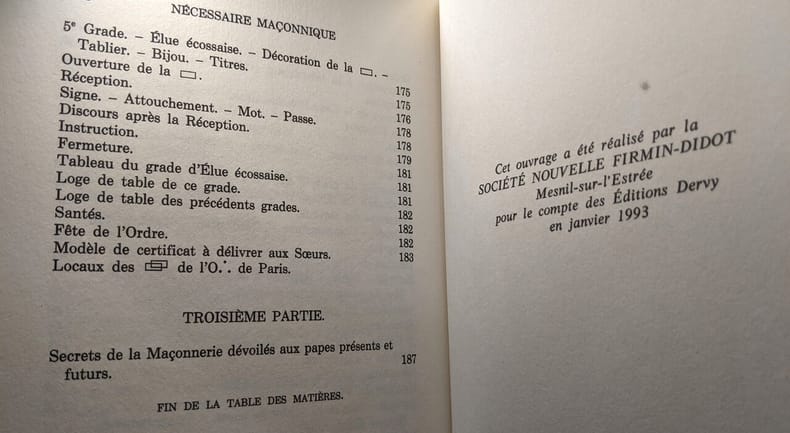 NÉCESSAIRE MAÇONNIQUE
5e Grade. – Élue écossaise. – Décoration de la ▭. –
Tablier. – Bijou. – Titres. 175
Ouverture de la ▭. 175
Réception. 176
Signe. – Attouchement. – Mot. – Passe. 178
Discours après la Réception. 178
Instruction. 179
Fermeture. 181
Tableau du grade d'Élue écossaise. 181
Loge de table de ce grade. 181
Loge de table des précédents grades. 182
Santés. 182
Fête de l'Ordre. 182
Modèle de certificat à délivrer aux Sœurs. 183
Locaux des de l'O∴ de Paris.
TROISIÈME PARTIE.
Secrets de la Maçonnerie dévoilés aux papes présents et
futurs. 187
FIN DE LA TABLE DES MATIÈRES.
Cet ouvrage a été réalisé par la
SOCIÉTÉ NOUVELLE FIRMIN-DIDOT
Mesnil-sur-l'Estrée
pour le compte des Éditions Dervy
en janvier 1993